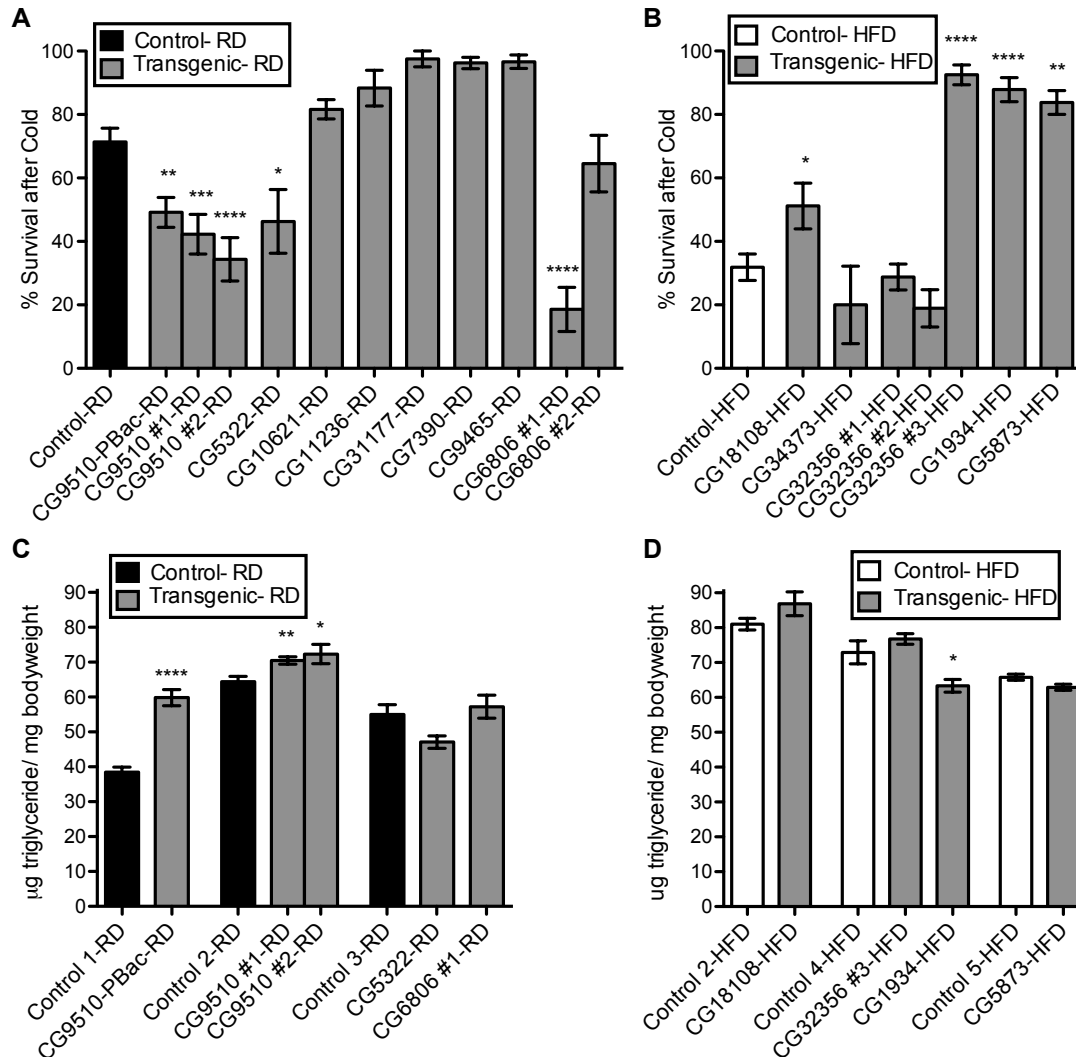 A
Control- RD
Transgenic- RD
% Survival after Cold
100
80
60
40
20
0
**
***
****
*
****
Control-RD
CG9510-PBac-RD
CG9510 #1-RD
CG9510 #2-RD
CG5322-RD
CG10621-RD
CG11236-RD
CG31177-RD
CG7390-RD
CG9465-RD
CG6806 #1-RD
CG6806 #2-RD
B
Control- HFD
Transgenic- HFD
% Survival after Cold
100
80
60
40
20
0
*
****
****
**
Control-HFD
CG18108-HFD
CG34373-HFD
CG32356 #1-HFD
CG32356 #2-HFD
CG32356 #3-HFD
CG1934-HFD
CG5873-HFD
C
Control- RD
Transgenic- RD
µg triglyceride/ mg bodyweight
90
80
70
60
50
40
30
20
10
0
****
**
*
Control 1-RD
CG9510-PBac-RD
Control 2-RD
CG9510 #1-RD
CG9510 #2-RD
Control 3-RD
CG5322-RD
CG6806 #1-RD
D
Control- HFD
Transgenic- HFD
ug triglyceride/ mg bodyweight
90
80
70
60
50
40
30
20
10
0
*
Control 2-HFD
CG18108-HFD
Control 4-HFD
CG32356 #3-HFD
CG1934-HFD
Control 5-HFD
CG5873-HFD